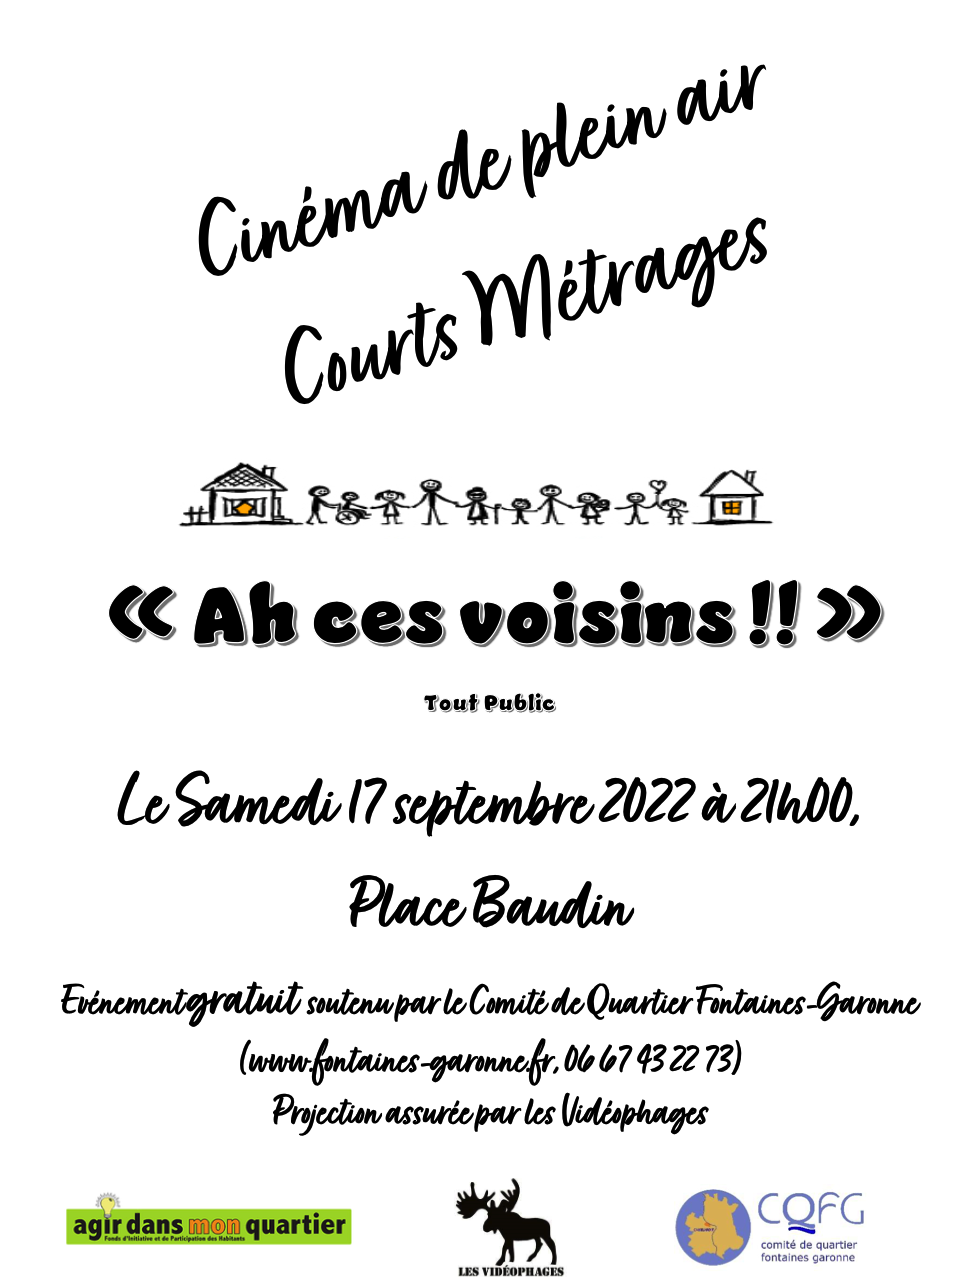 Cinéma de plein air
Courts Métrages
« Ah ces voisins !! »
Tout Public
Le Samedi 17 septembre 2022 à 21h00,
Place Baudin
Evénement gratuit soutenu par le Comité de Quartier Fontaines-Garonne
(www.fontaines-garonne.fr, 06 67 43 22 73)
Projection assurée par les Vidéophages
agir dans mon quartier
Fonds d'Initiative et de Participation des Habitants
LES VIDÉOPHAGES
CQFG
comité de quartier
fontaines garonne